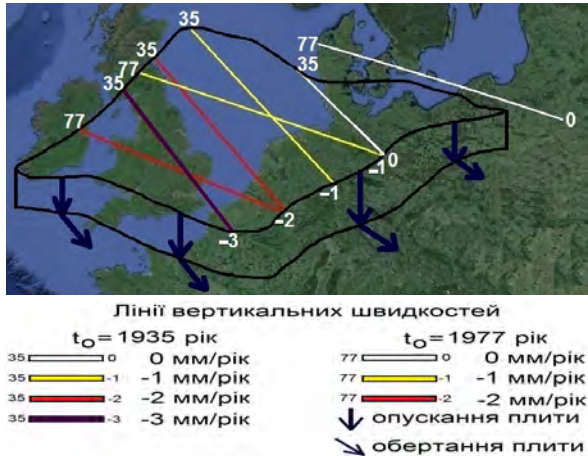 35
77
35
35
77
35
77
0
0
-1
-1
-2
-3
Лінії вертикальних швидкостей
to= 1935 рік
to= 1977 рік
35 0 0 мм/рік
77 0 0 мм/рік
35 -1 -1 мм/рік
77 -1 -1 мм/рік
35 -2 -2 мм/рік
77 -2 -2 мм/рік
35 -3 -3 мм/рік
опускання плити
обертання плити